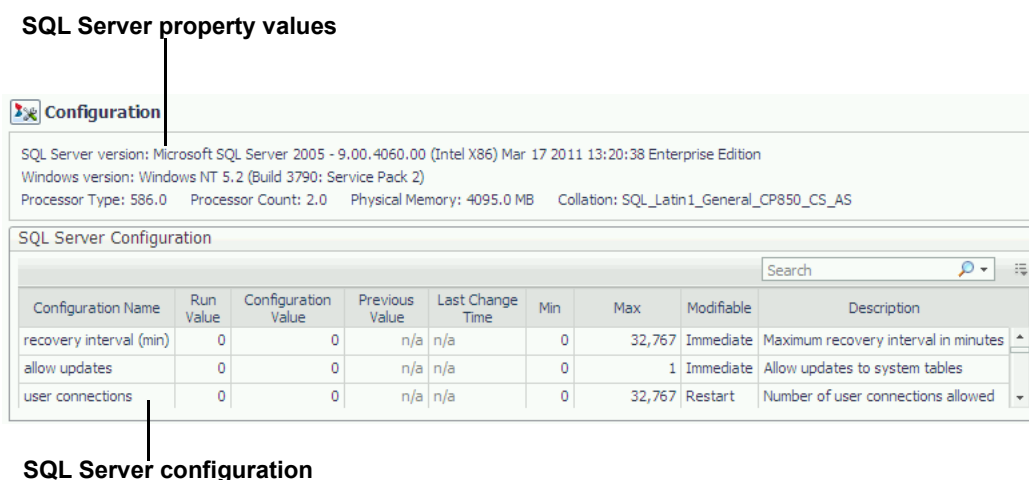 SQL Server property values
Configuration
SQL Server version: Microsoft SQL Server 2005 - 9.00.4060.00 (Intel X86) Mar 17 2011 13:20:38 Enterprise Edition
Windows version: Windows NT 5.2 (Build 3790: Service Pack 2)
Processor Type: 586.0 Processor Count: 2.0 Physical Memory: 4095.0 MB Collation: SQL_Latin1_General_CP850_CS_AS
SQL Server Configuration
Search
Configuration Name Run Value Configuration Value Previous Value Last Change Time Min Max Modifiable Description
recovery interval (min) 0 0 n/a n/a 0 32,767 Immediate Maximum recovery interval in minutes
allow updates 0 0 n/a n/a 0 1 Immediate Allow updates to system tables
user connections 0 0 n/a n/a 0 32,767 Restart Number of user connections allowed
SQL Server configuration